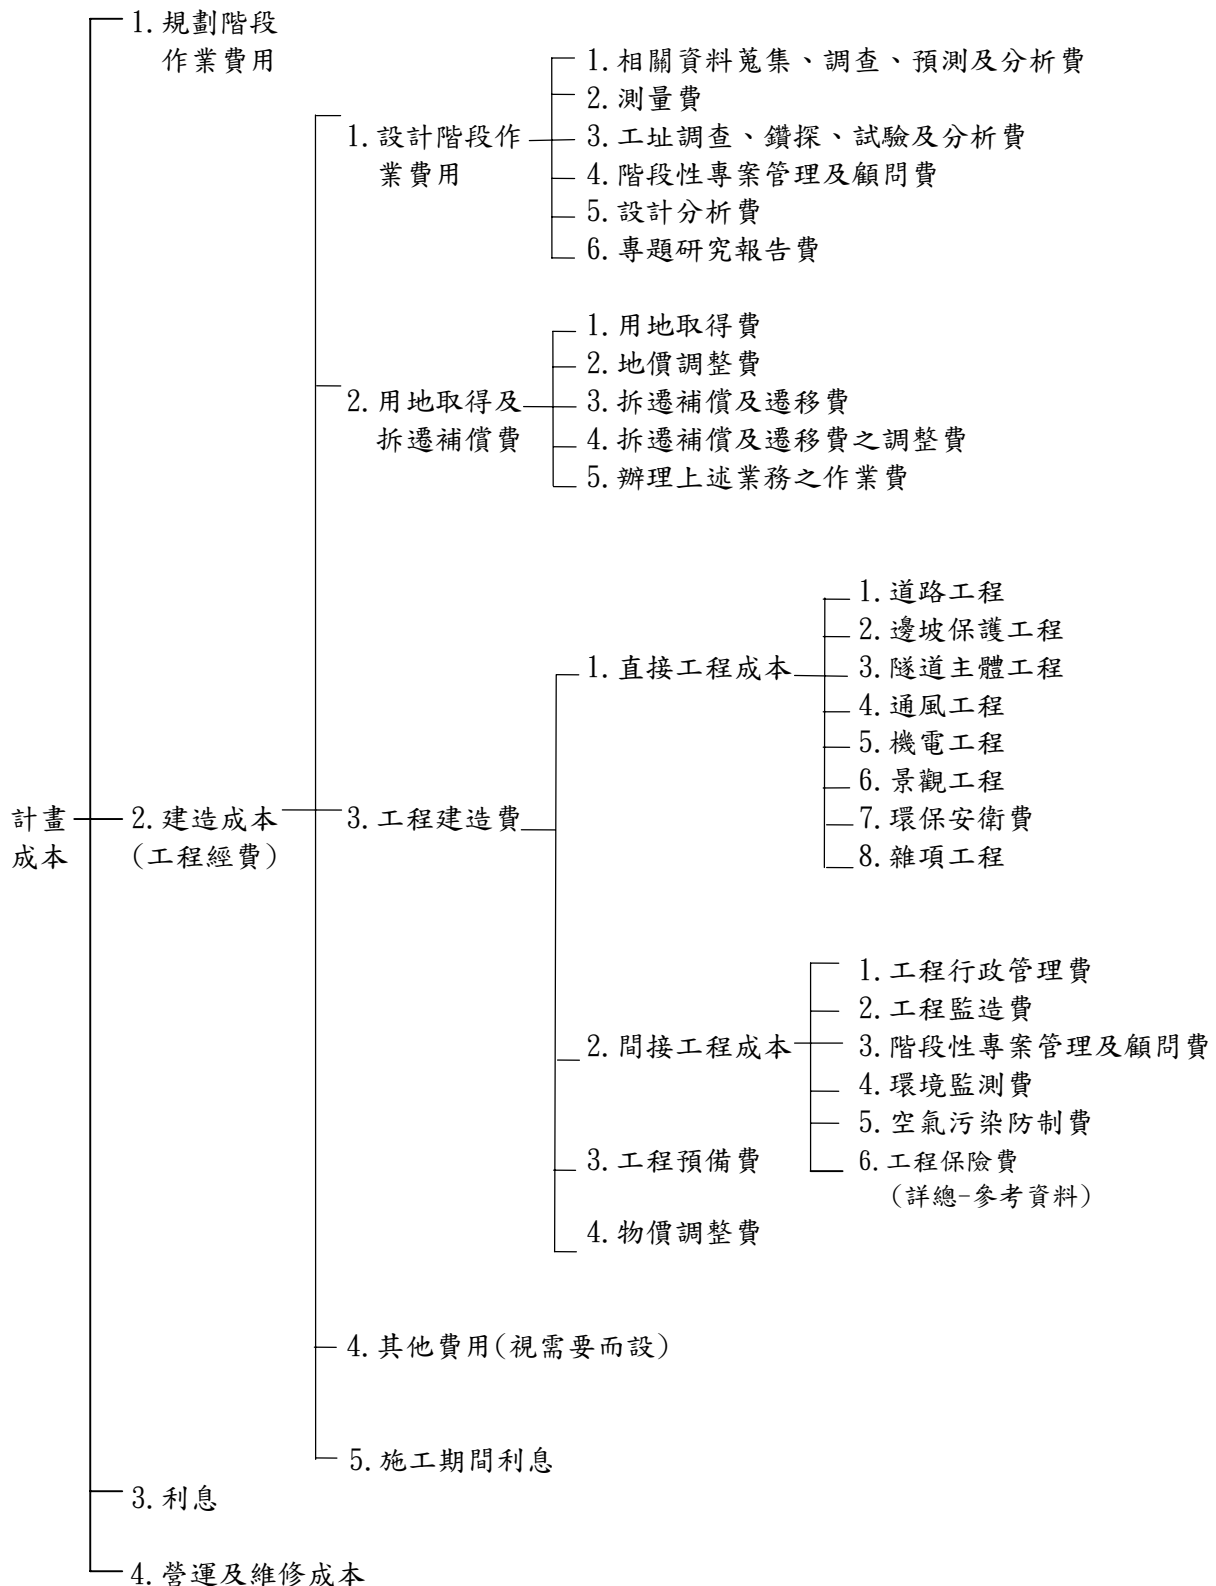 1.規劃階段
作業費用
1.相關資料蒐集、調查、預測及分析費
2.測量費
1.設計階段作
業費用
3.工址調查、鑽探、試驗及分析費
4.階段性專案管理及顧問費
5.設計分析費
6.專題研究報告費
1.用地取得費
2.地價調整費
2.用地取得及
拆遷補償費
3.拆遷補償及遷移費
4.拆遷補償及遷移費之調整費
5.辦理上述業務之作業費
1.道路工程
2.邊坡保護工程
1.直接工程成本
3.隧道主體工程
4.通風工程
5.機電工程
6.景觀工程
計畫
成本
2.建造成本
(工程經費)
3.工程建造費
7.環保安衛費
8.雜項工程
1.工程行政管理費
2.工程監造費
2.間接工程成本
3.階段性專案管理及顧問費
4.環境監測費
5.空氣污染防制費
3.工程預備費
6.工程保險費
(詳總-參考資料)
4.物價調整費
4.其他費用(視需要而設)
5.施工期間利息
3.利息
4.營運及維修成本